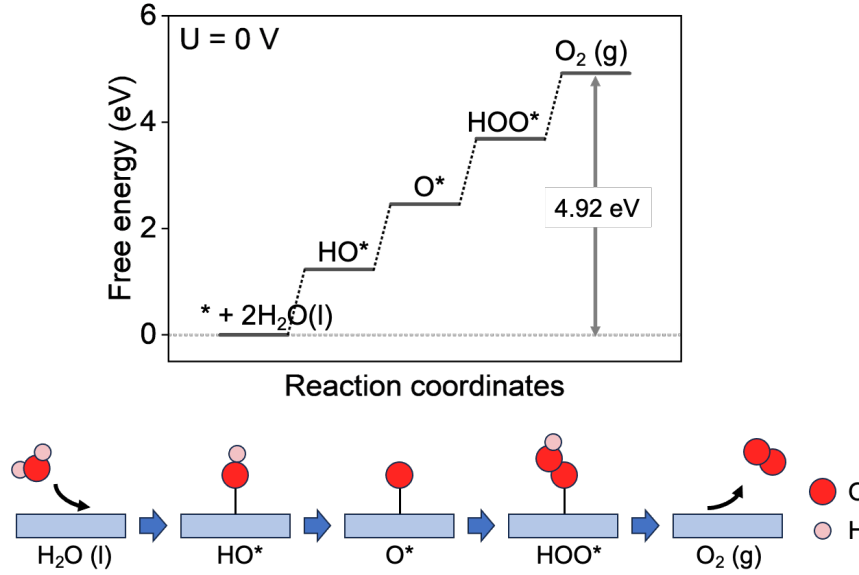 6
U = 0 V
O₂ (g)
HOO*
4
O*
4.92 eV
2
HO*
* + 2H₂O(l)
0
Free energy (eV)
Reaction coordinates
H₂O (l)
HO*
O*
HOO*
O₂ (g)
O
H